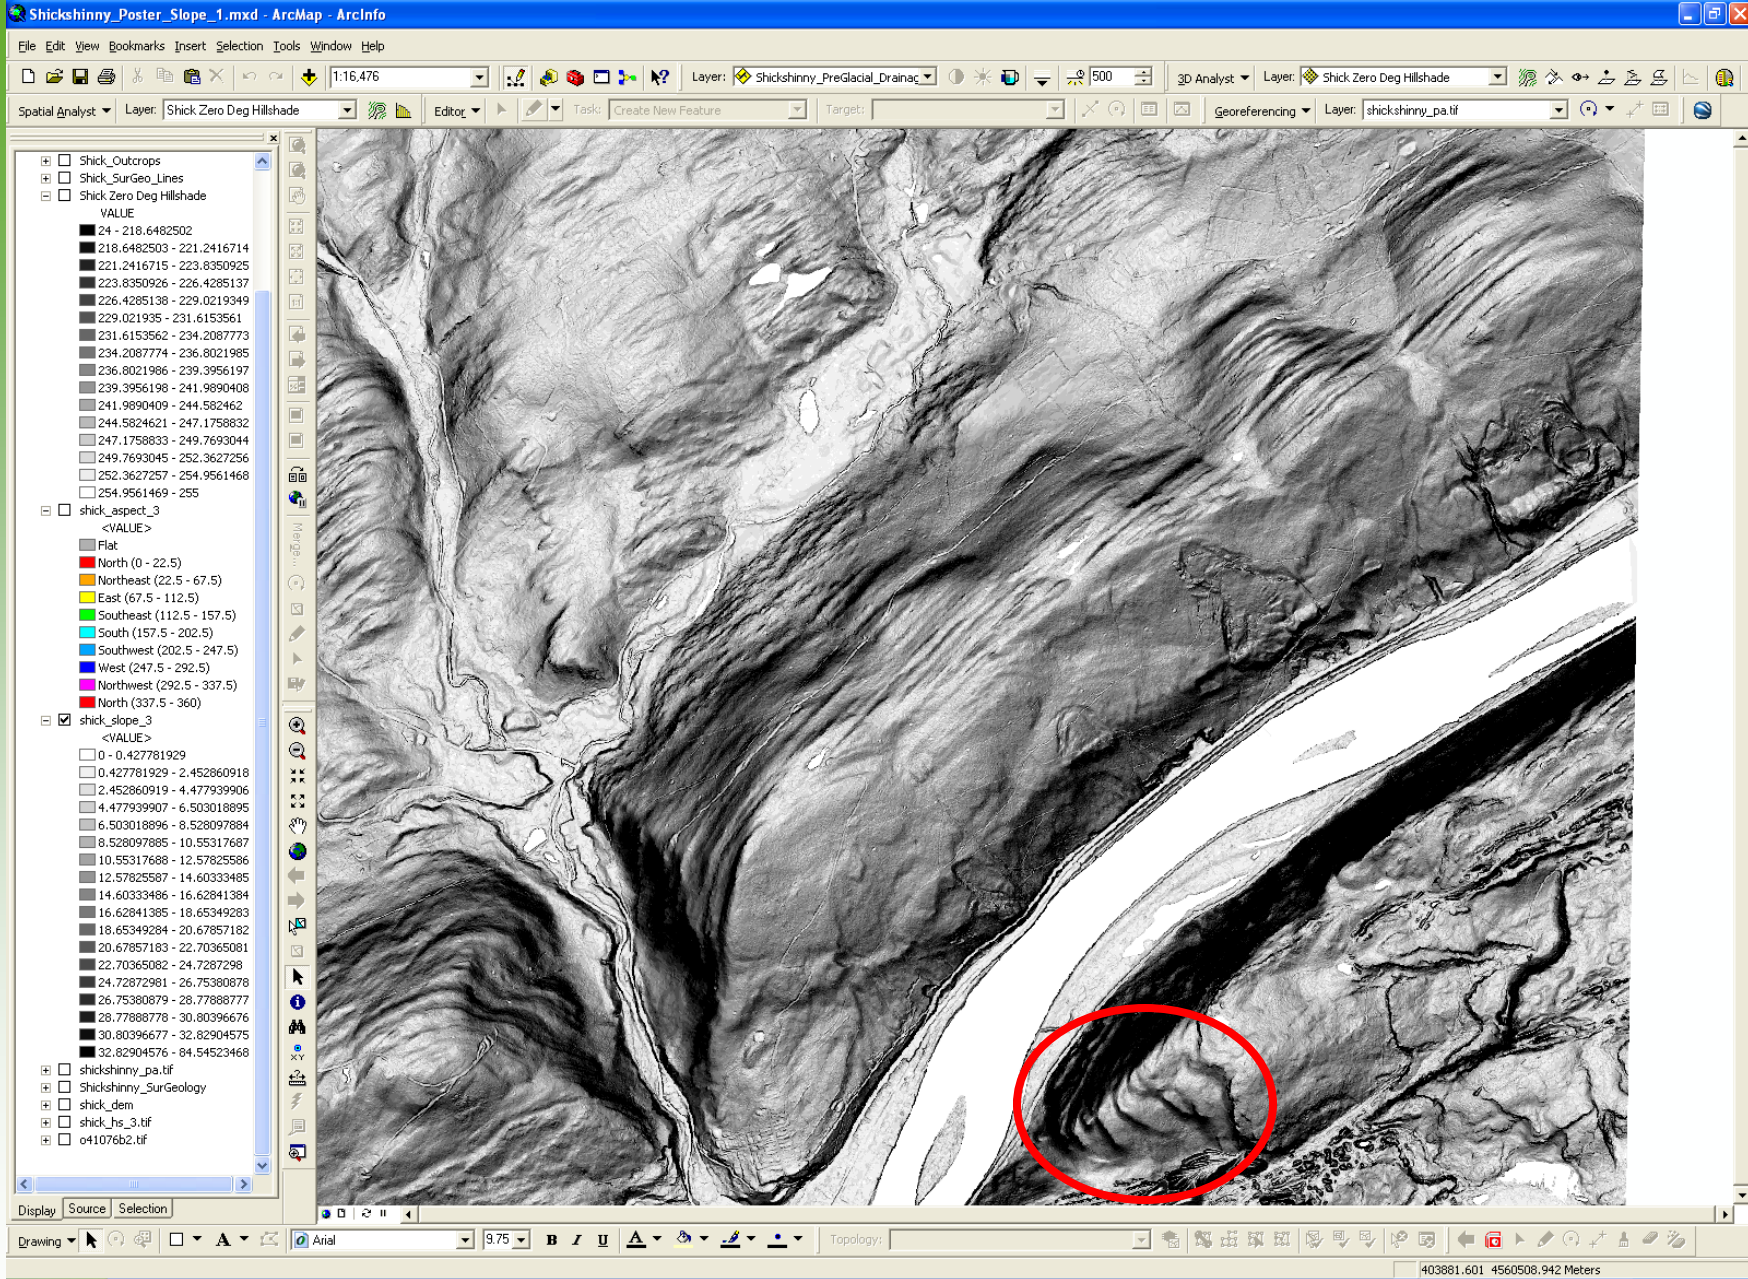 Shickshinny_Poster_Slope_1.mxd - ArcMap - ArcInfo
File Edit View Bookmarks Insert Selection Tools Window Help
1:16,476 Layer: Shickshinny_PreGlacial_Drainag 500 3D Analyst Layer: Shick Zero Deg Hillshade
Spatial Analyst Layer: Shick Zero Deg Hillshade Editor Task: Create New Feature Target: Georeferencing Layer: shickshinny_pa.tif
Shick_Outcrops
Shick_SurGeo_Lines
Shick Zero Deg Hillshade
VALUE
24 - 218.6482502
218.6482503 - 221.2416714
221.2416715 - 223.8350925
223.8350926 - 226.4285137
226.4285138 - 229.0219349
229.021935 - 231.6153561
231.6153562 - 234.2087773
234.2087774 - 236.8021985
236.8021986 - 239.3956197
239.3956198 - 241.9890408
241.9890409 - 244.582462
244.5824621 - 247.1758832
247.1758833 - 249.7693044
249.7693045 - 252.3627256
252.3627257 - 254.9561468
254.9561469 - 255
shick_aspect_3
<VALUE>
Flat
North (0 - 22.5)
Northeast (22.5 - 67.5)
East (67.5 - 112.5)
Southeast (112.5 - 157.5)
South (157.5 - 202.5)
Southwest (202.5 - 247.5)
West (247.5 - 292.5)
Northwest (292.5 - 337.5)
North (337.5 - 360)
shick_slope_3
<VALUE>
0 - 0.427781929
0.427781929 - 2.452860918
2.452860919 - 4.477939906
4.477939907 - 6.503018895
6.503018896 - 8.528097884
8.528097885 - 10.55317687
10.55317688 - 12.57825586
12.57825587 - 14.60333485
14.60333486 - 16.62841384
16.62841385 - 18.65349283
18.65349284 - 20.67857182
20.67857183 - 22.70365081
22.70365082 - 24.7287298
24.72872981 - 26.75380878
26.75380879 - 28.77888777
28.77888778 - 30.80396676
30.80396677 - 32.82904575
32.82904576 - 84.54523468
shickshinny_pa.tif
Shickshinny_SurGeology
shick_dem
shick_hs_3.tif
o41076b2.tif
Merge...
XY
Display Source Selection
Drawing A Arial 9.75 B I U A Topology:
403881.601 4560508.942 Meters